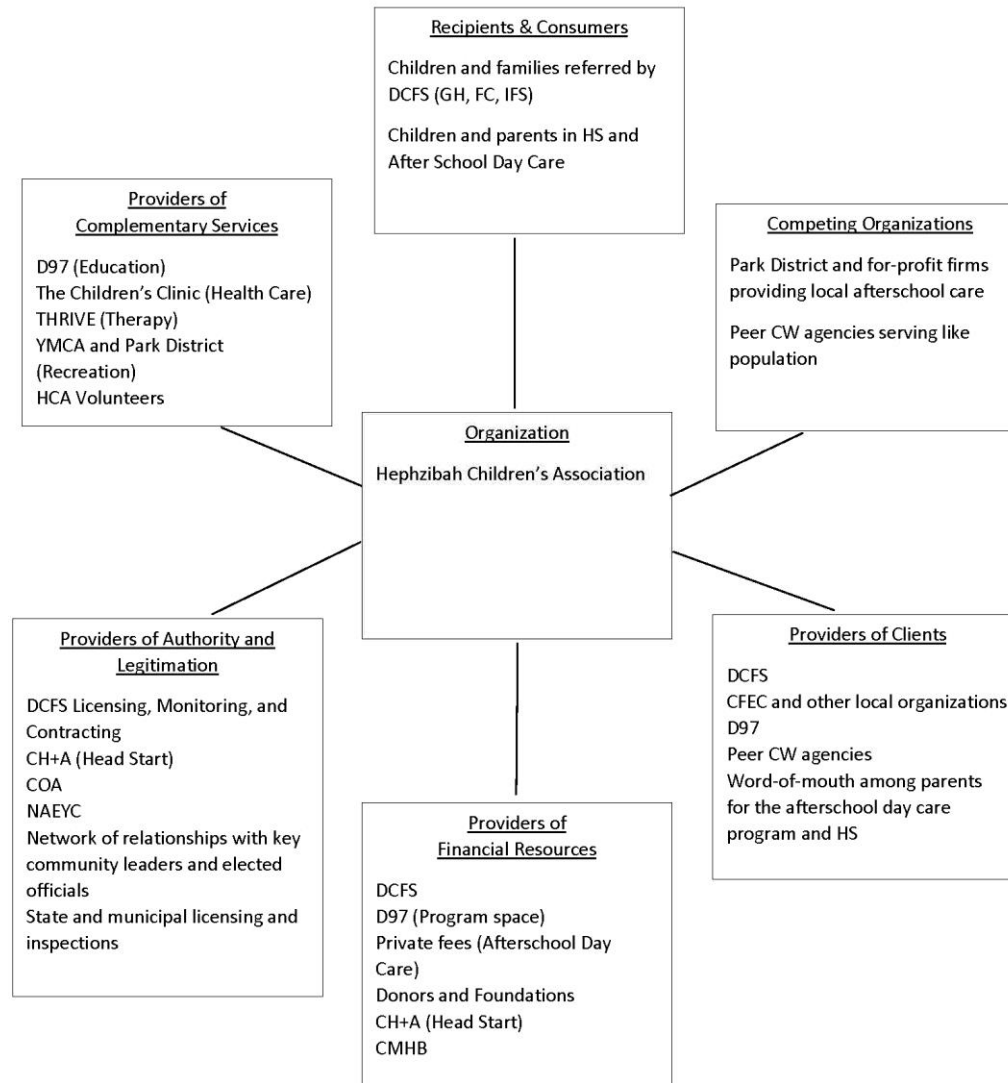 Recipients & Consumers
Children and families referred by
DCFS (GH, FC, IFS)
Children and parents in HS and
After School Day Care
Providers of
Complementary Services
D97 (Education)
The Children’s Clinic (Health Care)
THRIVE (Therapy)
YMCA and Park District
(Recreation)
HCA Volunteers
Competing Organizations
Park District and for-profit firms
providing local afterschool care
Peer CW agencies serving like
population
Organization
Hephzibah Children’s Association
Providers of Authority and
Legitimation
DCFS Licensing, Monitoring, and
Contracting
CH+A (Head Start)
COA
NAEYC
Network of relationships with key
community leaders and elected
officials
State and municipal licensing and
inspections
Providers of
Financial Resources
DCFS
D97 (Program space)
Private fees (Afterschool Day
Care)
Donors and Foundations
CH+A (Head Start)
CMHB
Providers of Clients
DCFS
CFEC and other local organizations
D97
Peer CW agencies
Word-of-mouth among parents
for the afterschool day care
program and HS